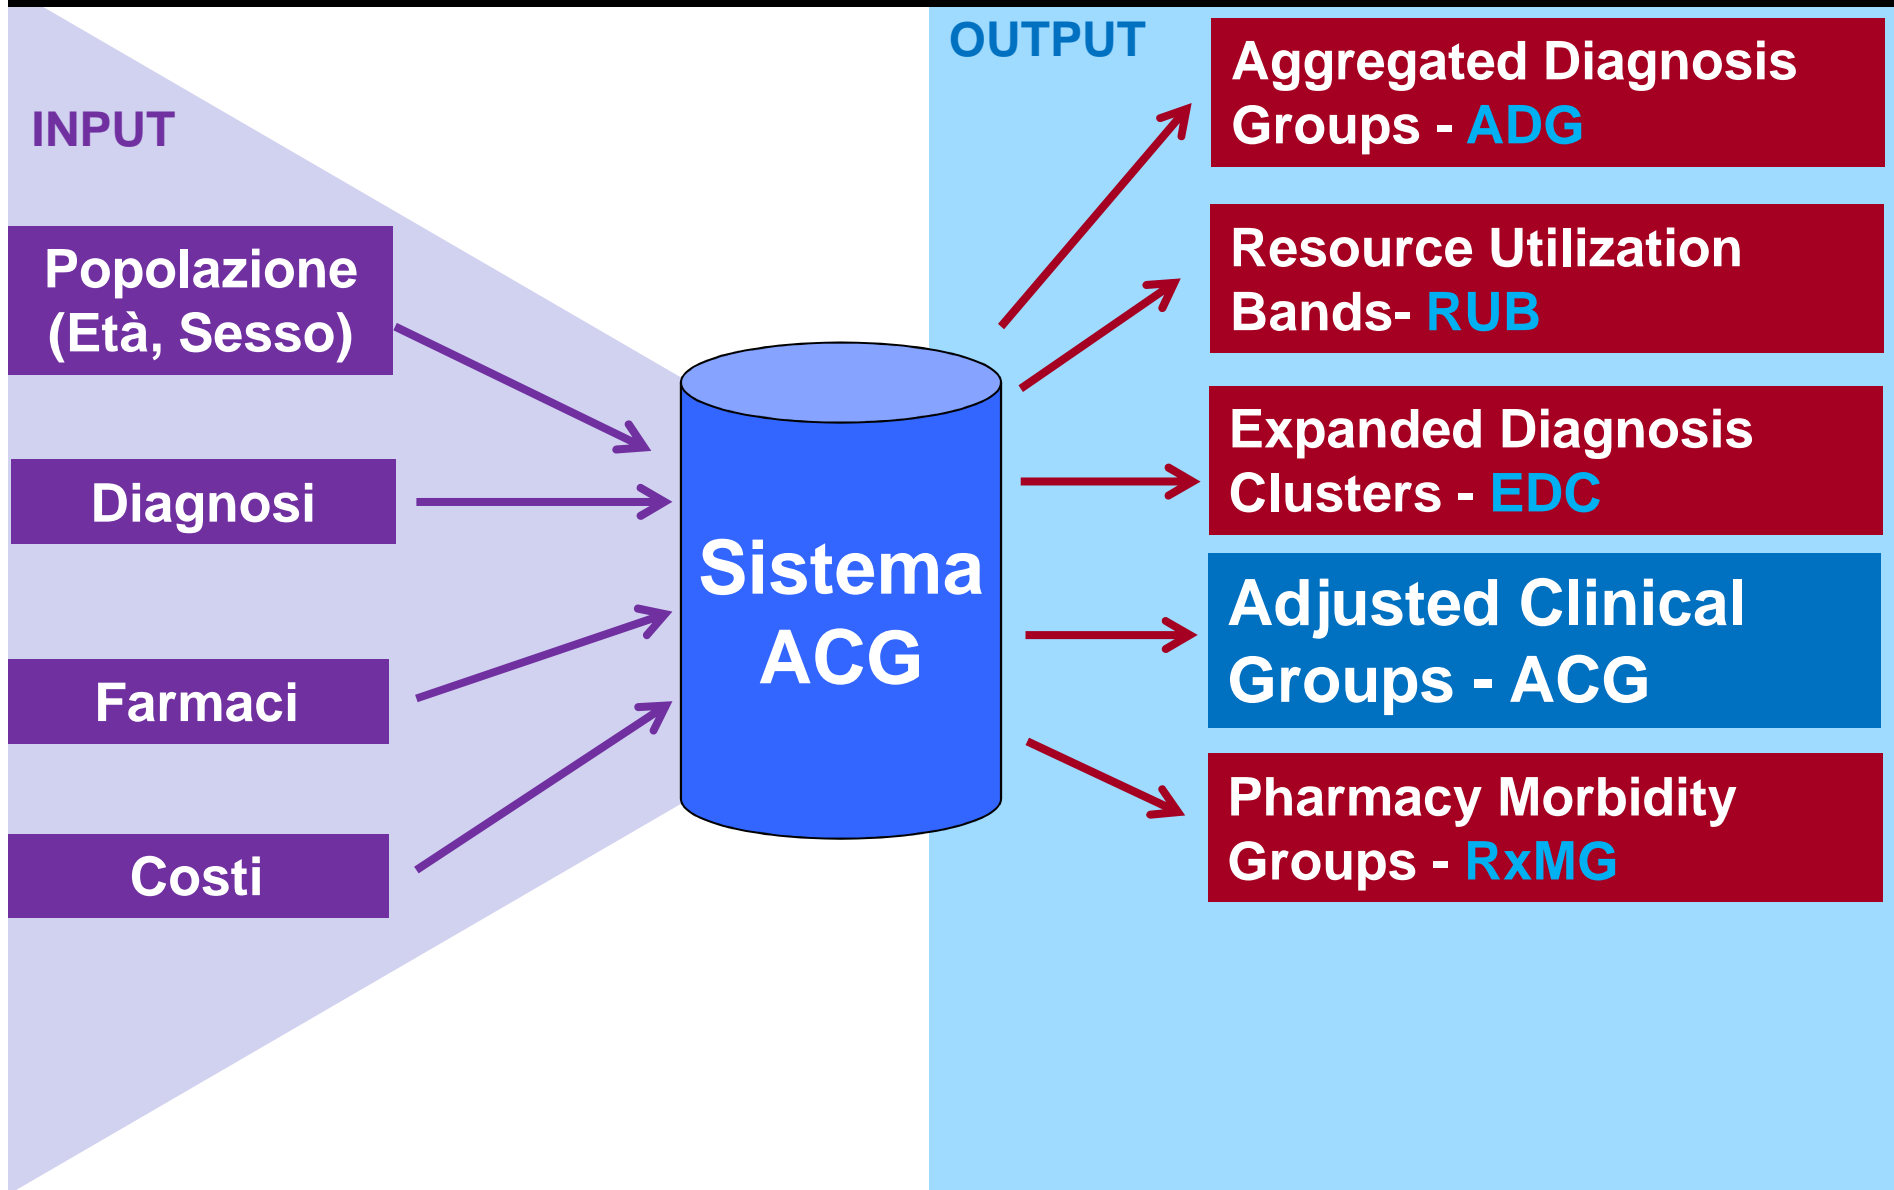 INPUT
Popolazione
(Età, Sesso)
Diagnosi
Farmaci
Costi
Sistema
ACG
OUTPUT
Aggregated Diagnosis
Groups - ADG
Resource Utilization
Bands- RUB
Expanded Diagnosis
Clusters - EDC
Adjusted Clinical
Groups - ACG
Pharmacy Morbidity
Groups - RxMG